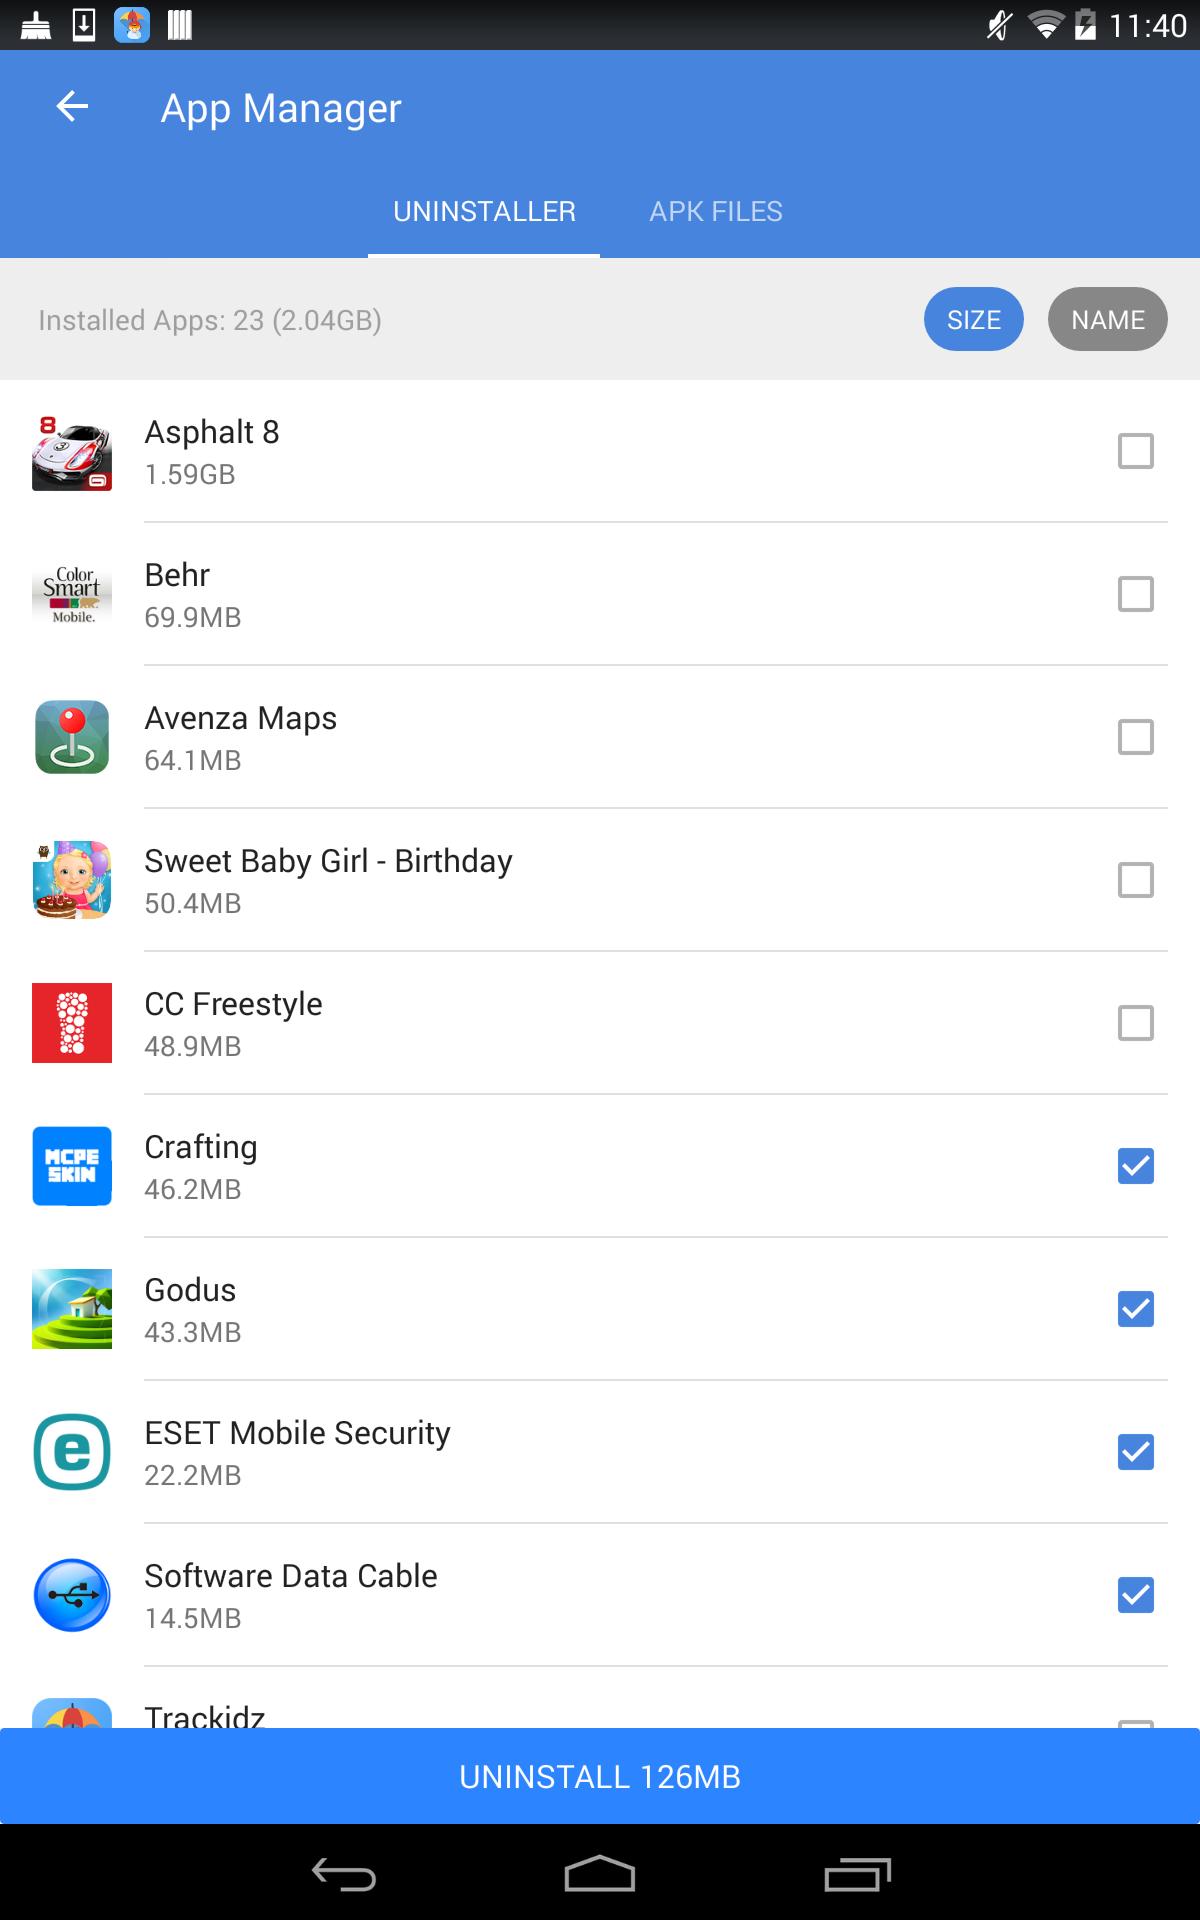 11:40
App Manager
UNINSTALLER APK FILES
Installed Apps: 23 (2.04GB) SIZE NAME
8
3
Asphalt 8
1.59GB
Color
Smart
Mobile.
Behr
69.9MB
Avenza Maps
64.1MB
Sweet Baby Girl - Birthday
50.4MB
CC Freestyle
48.9MB
MCPE
SKIN
Crafting
46.2MB
Godus
43.3MB
e
ESET Mobile Security
22.2MB
Software Data Cable
14.5MB
Trackidz
UNINSTALL 126MB